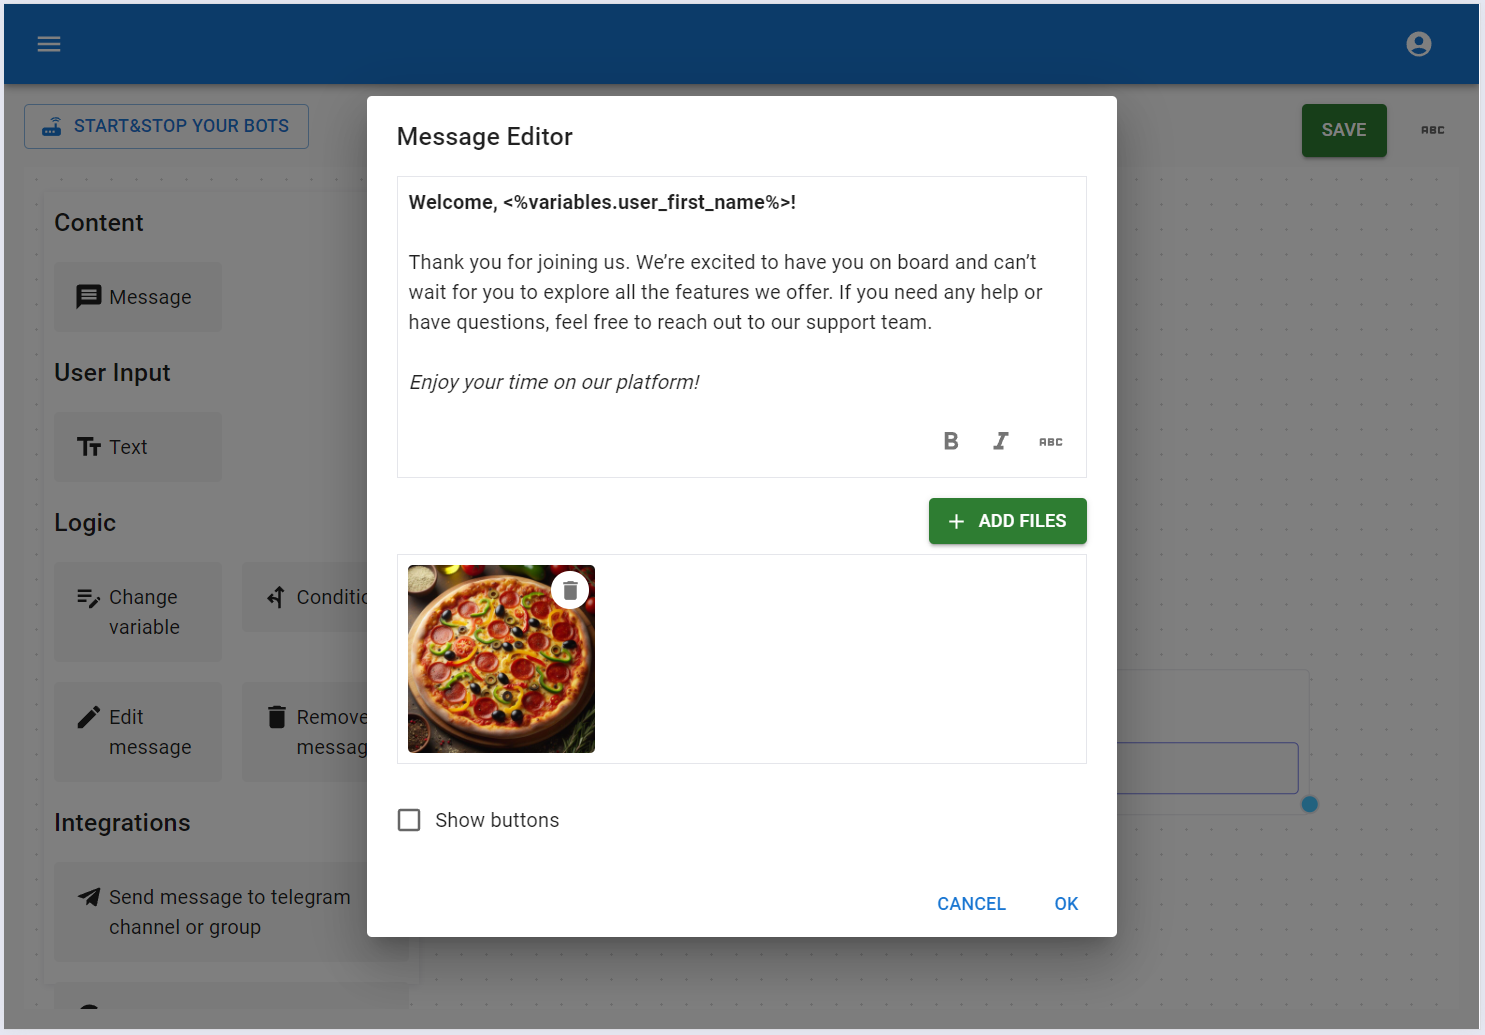 START&STOP YOUR BOTS
SAVE
ABC
Content
Message
User Input
Text
Logic
Change
variable
Conditio
Edit
message
Remove
messag
Integrations
Send message to telegram
channel or group
Message Editor
Welcome, <%variables.user_first_name%>!
Thank you for joining us. We’re excited to have you on board and can’t
wait for you to explore all the features we offer. If you need any help or
have questions, feel free to reach out to our support team.
Enjoy your time on our platform!
B I ABC
+ ADD FILES
Show buttons
CANCEL
OK